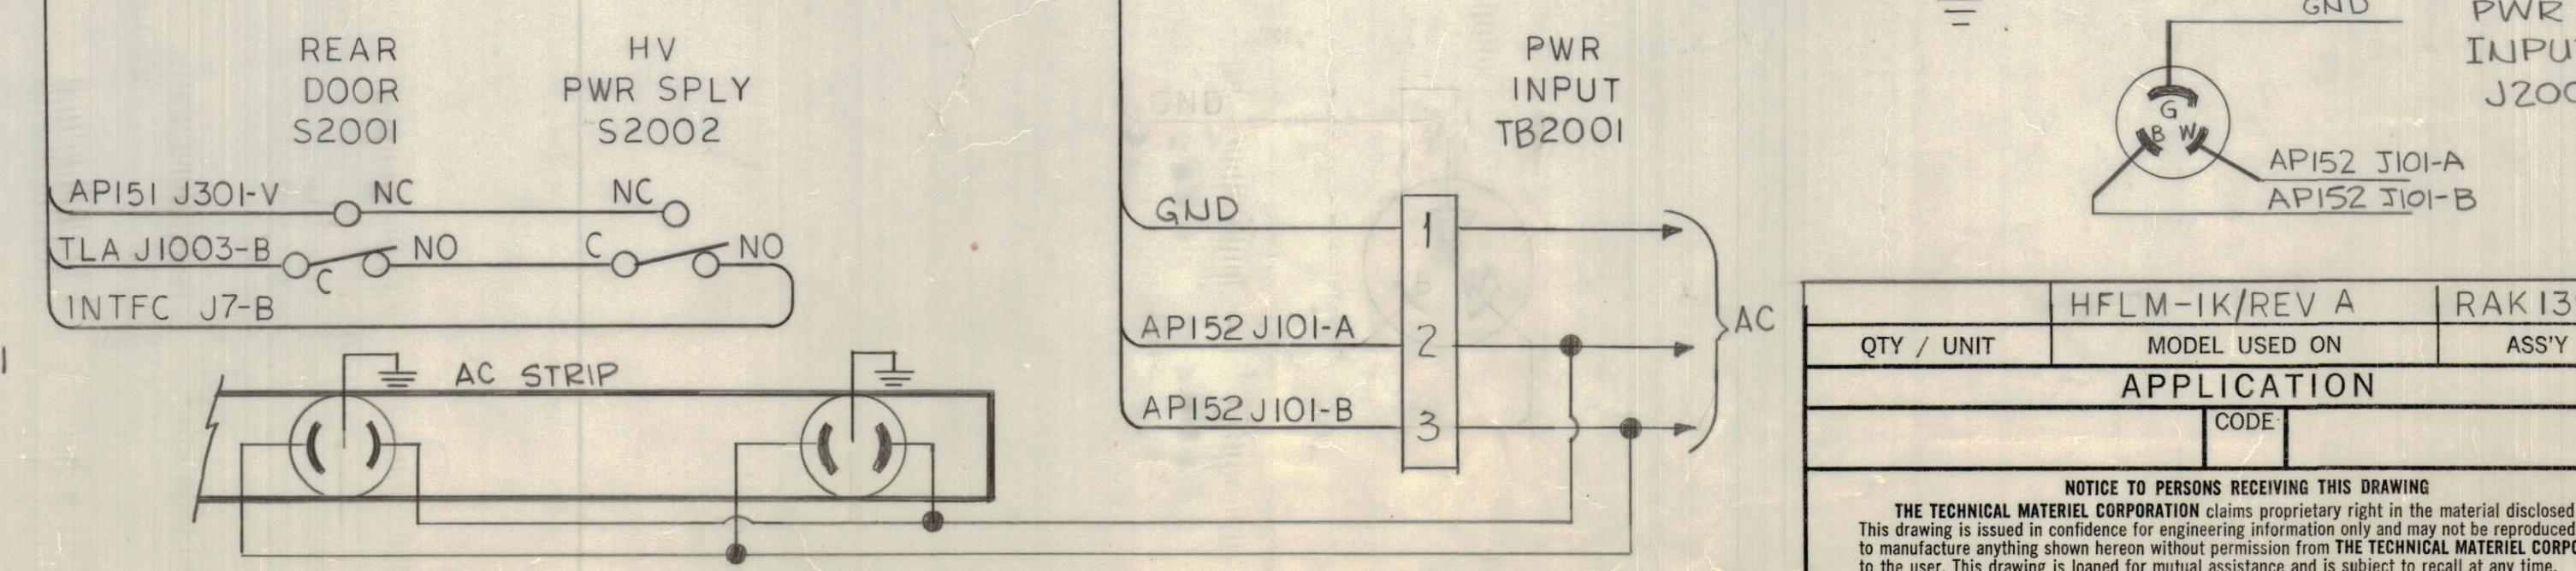 REAR
DOOR
S2001
HV
PWR SPLY
S2002
AP151 J301-V
NC
NC
TLA J1003-B
C
NO
C
NO
INTFC J7-B
AC STRIP
PWR
INPUT
TB2001
GND
1
AP152 J101-A
2
AP152 J101-B
3
AC
GND
PWR
G
B W
AP152 J101-A
AP152 J101-B
GND
HFLM-1K/REV A
QTY / UNIT
MODEL USED ON
ASS'Y
APPLICATION
CODE
NOTICE TO PERSONS RECEIVING THIS DRAWING
THE TECHNICAL MATERIEL CORPORATION claims proprietary right in the material disclosed
This drawing is issued in confidence for engineering information only and may not be reproduced
to manufacture anything shown hereon without permission from THE TECHNICAL MATERIEL
to the user. This drawing is loaned for mutual assistance and is subject to recall at any time.